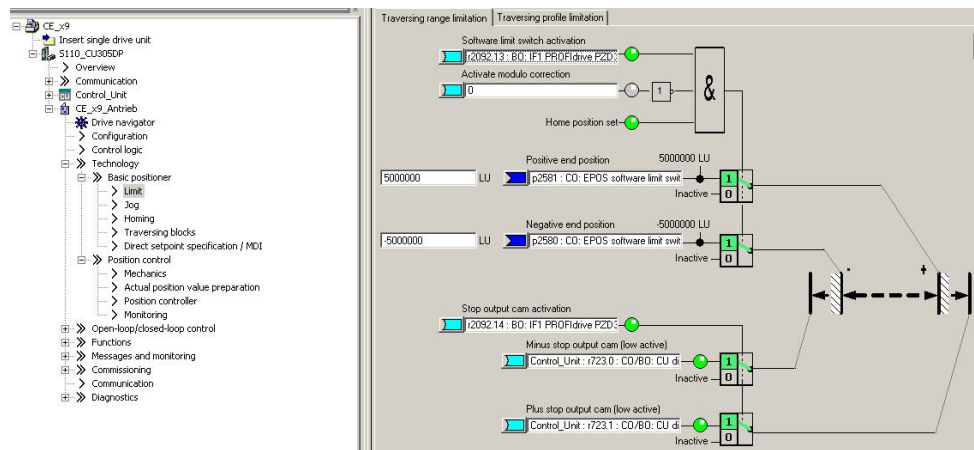 CE_x9
Insert single drive unit
S110_CU305DP
Overview
Communication
Control_Unit
CE_x9_Antrieb
Drive navigator
Configuration
Control logic
Technology
Basic positioner
Limit
Jog
Homing
Traversing blocks
Direct setpoint specification / MDI
Position control
Mechanics
Actual position value preparation
Position controller
Monitoring
Open-loop/closed-loop control
Functions
Messages and monitoring
Commissioning
Communication
Diagnostics
Traversing range limitation Traversing profile limitation
Software limit switch activation
r2092.13 : BO: IF1 PROFIdrive PZD
Activate modulo correction
0 1 &
Home position set
Positive end position 5000000 LU
5000000 LU p2581 : CO: EPOS software limit swit 1
Inactive 0
Negative end position -5000000 LU
-5000000 LU p2580 : CO: EPOS software limit swit 1
Inactive 0
- +
Stop output cam activation
r2092.14 : BO: IF1 PROFIdrive PZD
Minus stop output cam (low active)
Control_Unit : r723.0 : CO/BO: CU di 1
Inactive 0
Plus stop output cam (low active)
Control_Unit : r723.1 : CO/BO: CU di 1
Inactive 0